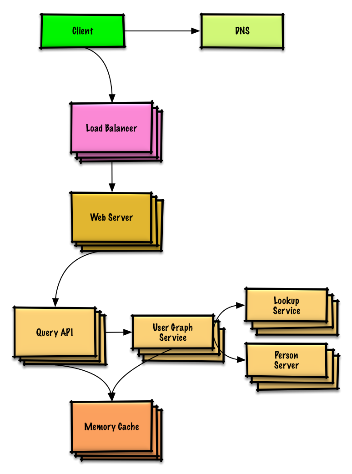 Client
DNS
Load Balancer
Web Server
Query API
User Graph
Service
Lookup
Service
Person
Server
Memory Cache